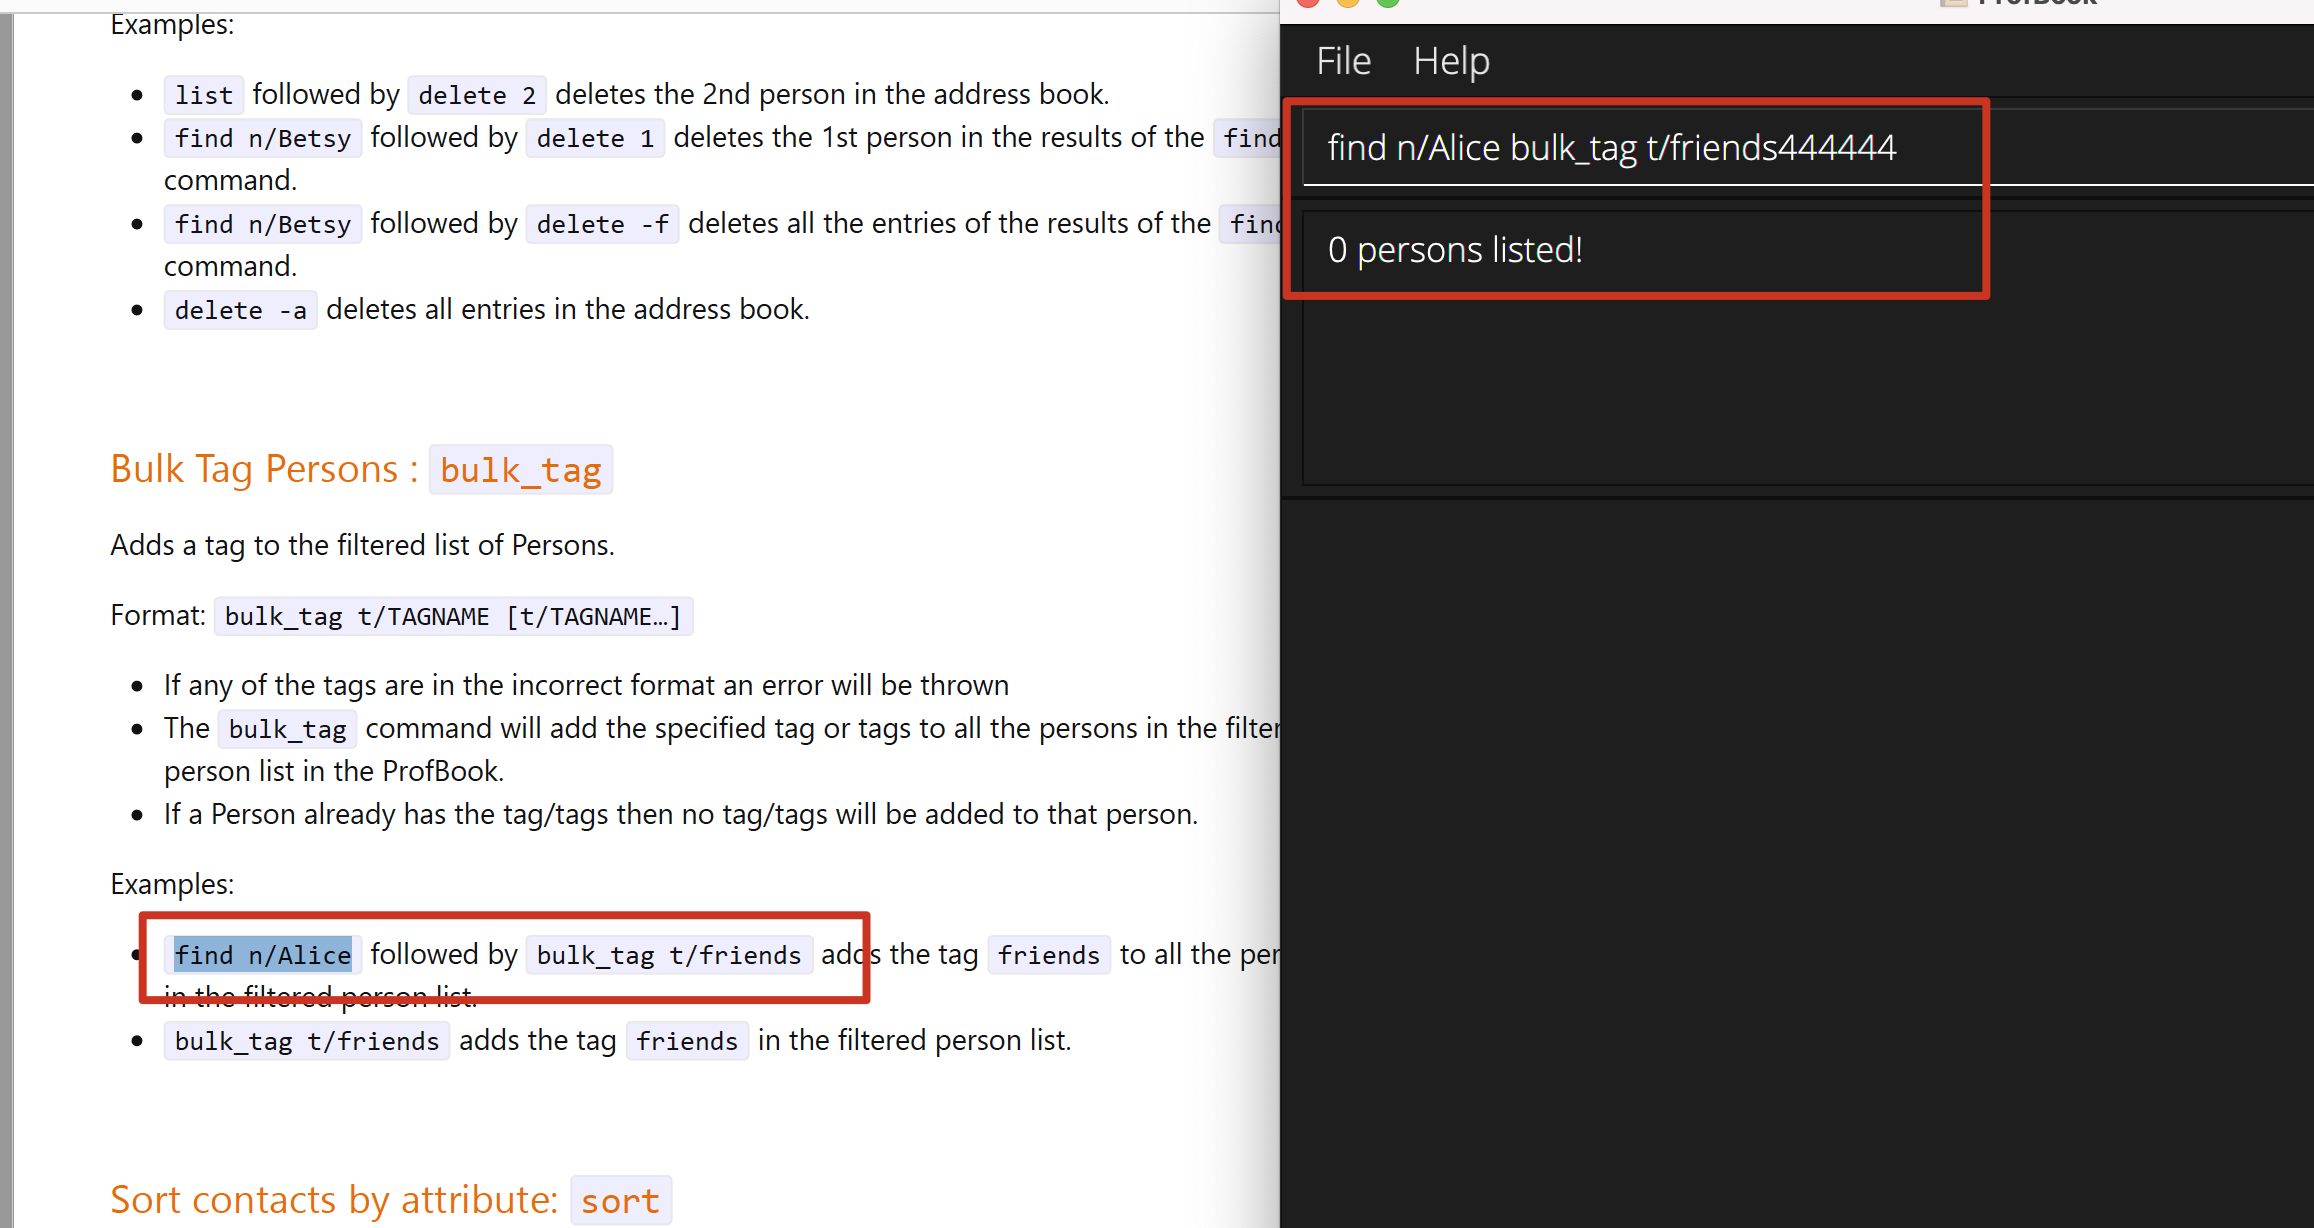 Examples:
• list followed by delete 2 deletes the 2nd person in the address book.
• find n/Betsy followed by delete 1 deletes the 1st person in the results of the find
command.
• find n/Betsy followed by delete -f deletes all the entries of the results of the find
command.
• delete -a deletes all entries in the address book.
Bulk Tag Persons : bulk_tag
Adds a tag to the filtered list of Persons.
Format: bulk_tag t/TAGNAME [t/TAGNAME…]
• If any of the tags are in the incorrect format an error will be thrown
• The bulk_tag command will add the specified tag or tags to all the persons in the filter
person list in the ProfBook.
• If a Person already has the tag/tags then no tag/tags will be added to that person.
Examples:
• find n/Alice followed by bulk_tag t/friends adds the tag friends to all the per
in the filtered person list.
• bulk_tag t/friends adds the tag friends in the filtered person list.
Sort contacts by attribute: sort
ProfBook
File Help
find n/Alice bulk_tag t/friends444444
0 persons listed!